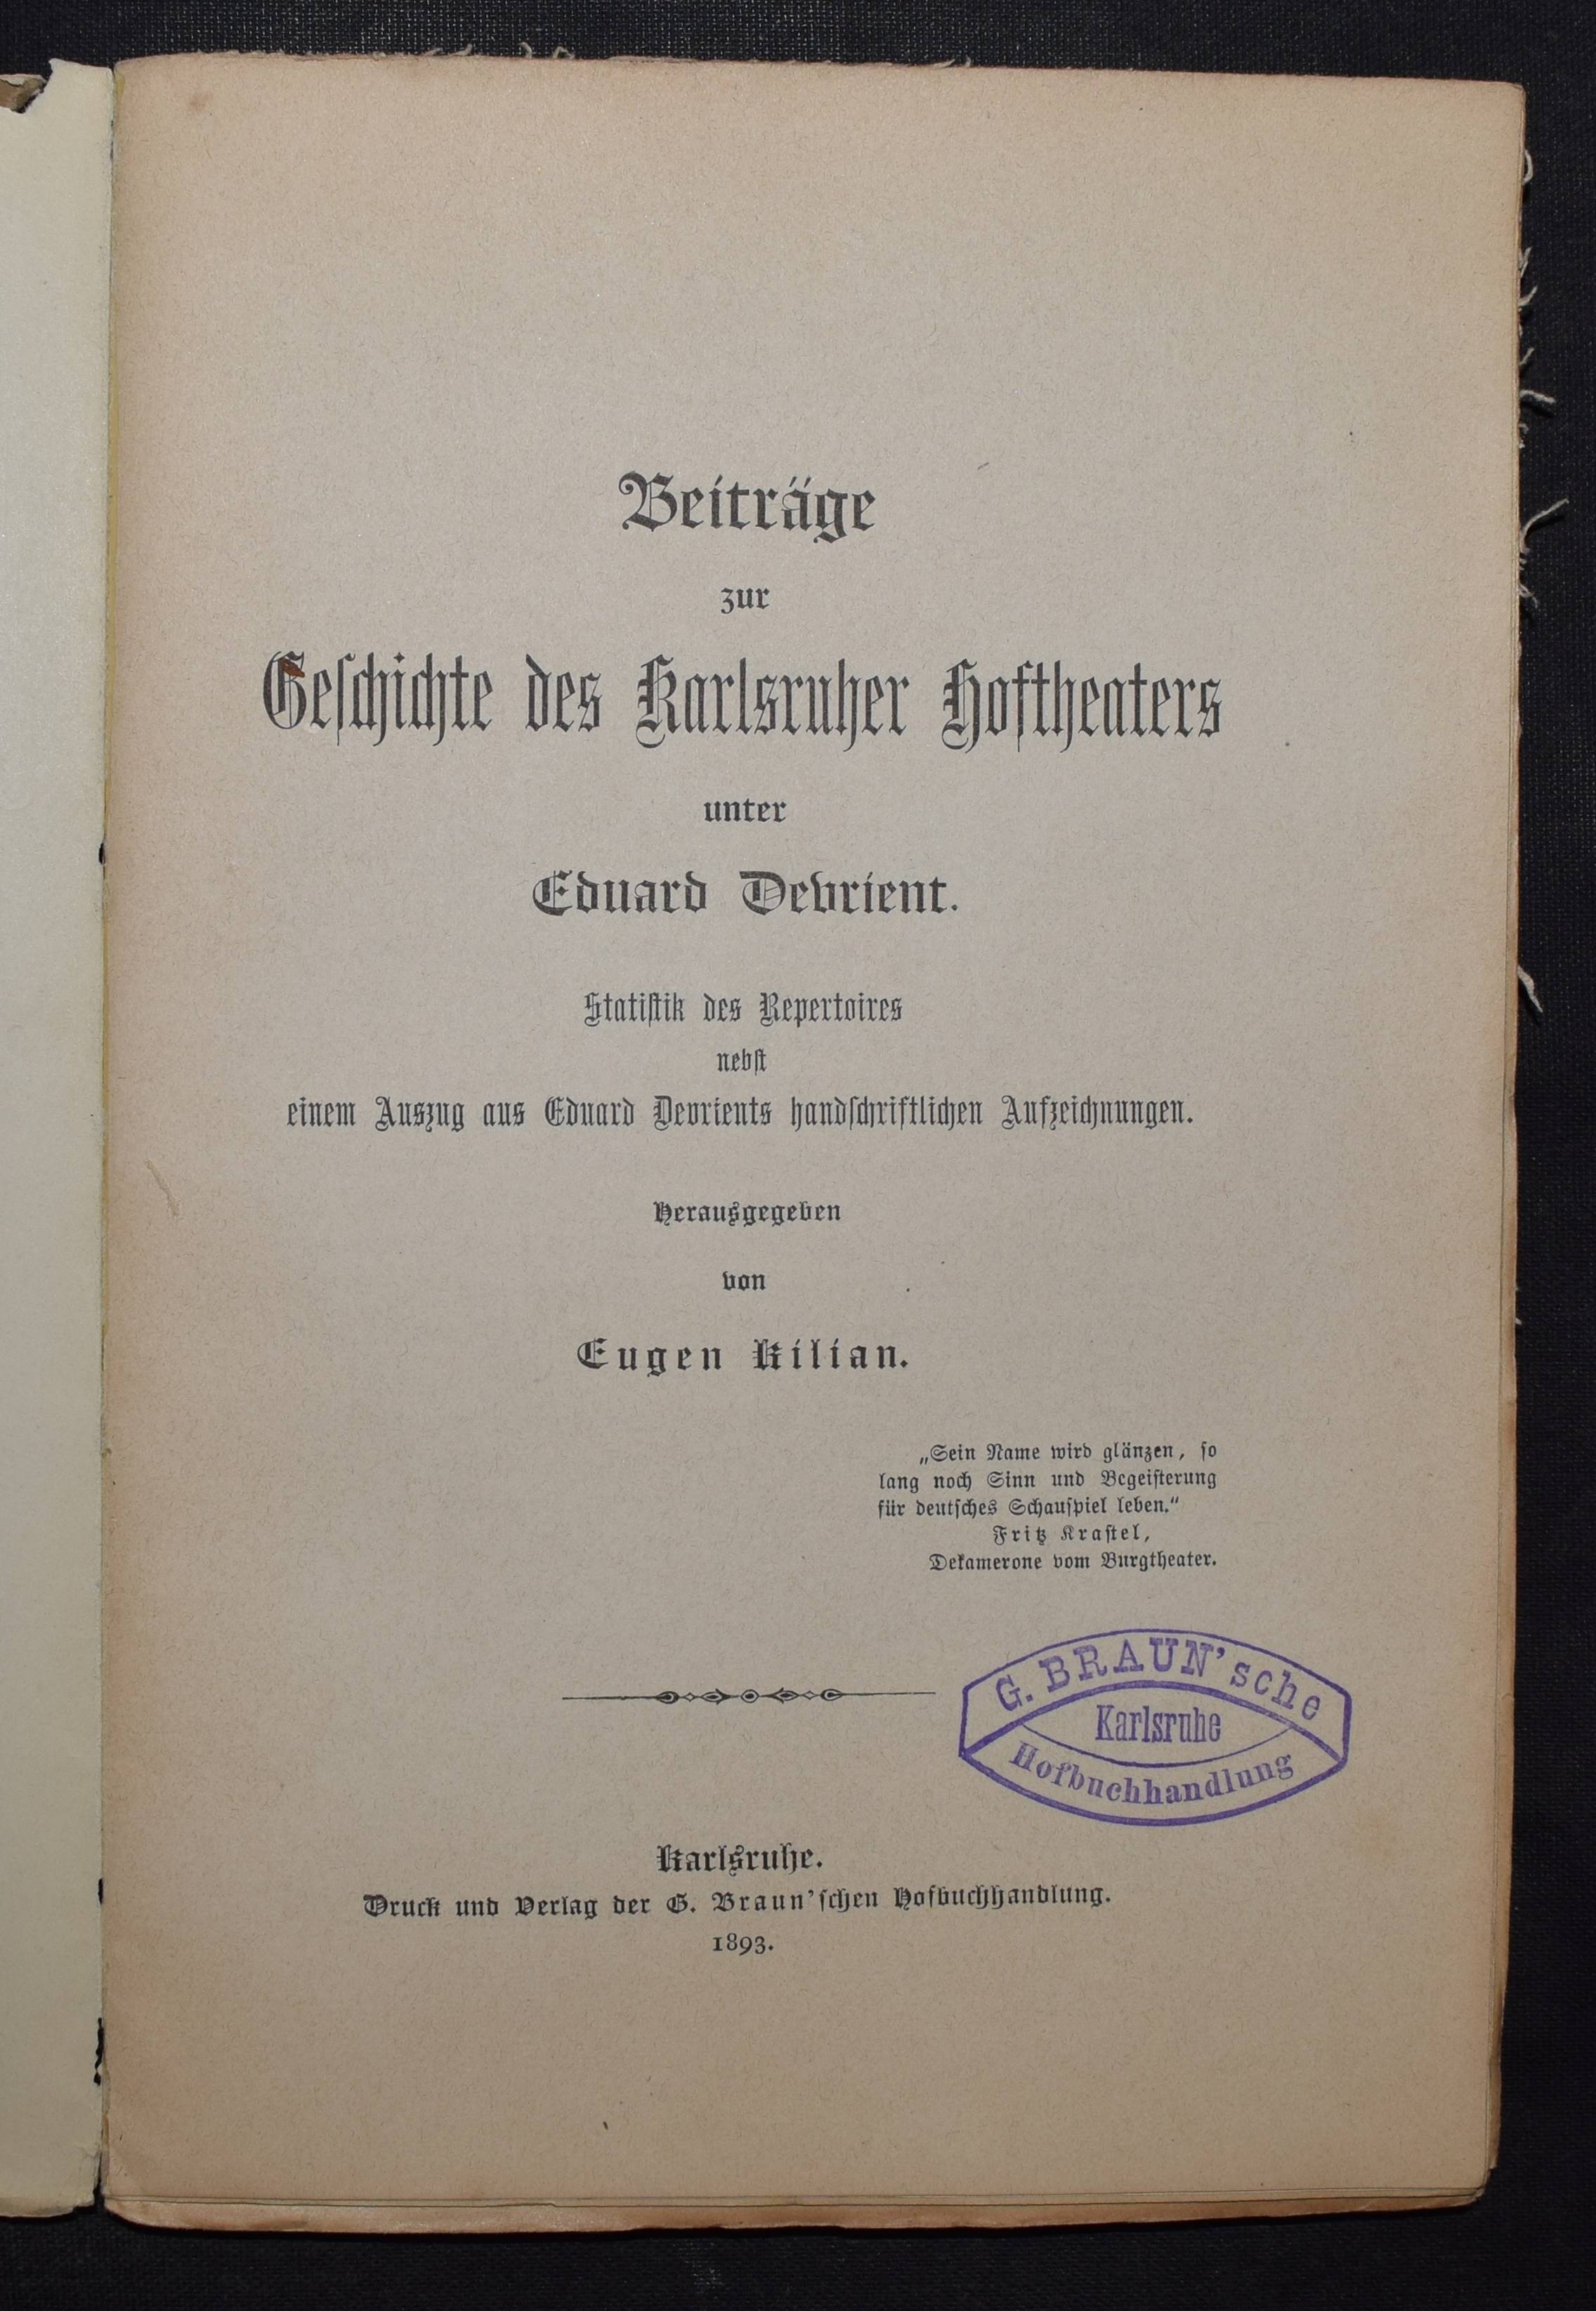 Beiträge
zur
Geſchichte des Karlsruher Hoftheaters
unter
Eduard Devrient.
Statiſtik des Repertoires
nebſt
einem Auszug aus Eduard Devrients handſchriftlichen Aufzeichnungen.
Herausgegeben
von
Eugen Kilian.
„Sein Name wird glänzen, ſo
lang noch Sinn und Begeiſterung
für deutſches Schauſpiel leben.“
Fritz Kraſtel,
Dekamerone vom Burgtheater.
G. BRAUN'sche
Karlsruhe
Hofbuchhandlung
Karlsruhe.
Druck und Verlag der G. Braun'ſchen Hofbuchhandlung.
1893.